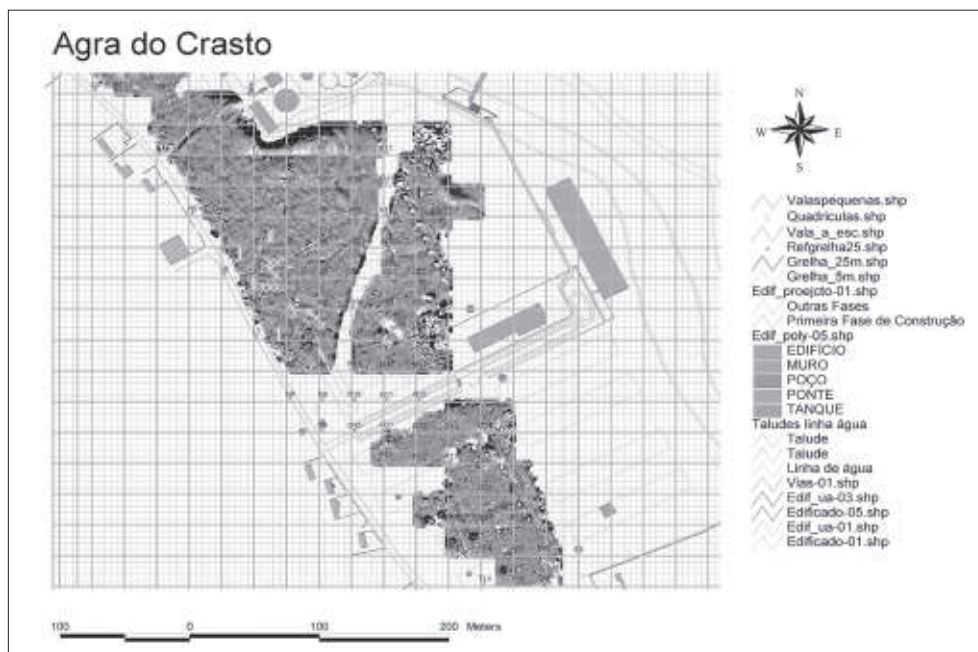 Agra do Crasto
N
W E
S
Valaspequenas.shp
Quadriculas.shp
Vala_a_esc.shp
Refgrelha25.shp
Grelha_25m.shp
Grelha_5m.shp
Edif_proejcto-01.shp
Outras Fases
Primeira Fase de Construção
Edif_poly-05.shp
EDIFÍCIO
MURO
POÇO
PONTE
TANQUE
Taludes linha água
Talude
Talude
Linha de água
Vias-01.shp
Edif_ua-03.shp
Edificado-05.shp
Edif_ua-01.shp
Edificado-01.shp
100 0 100 200 Meters